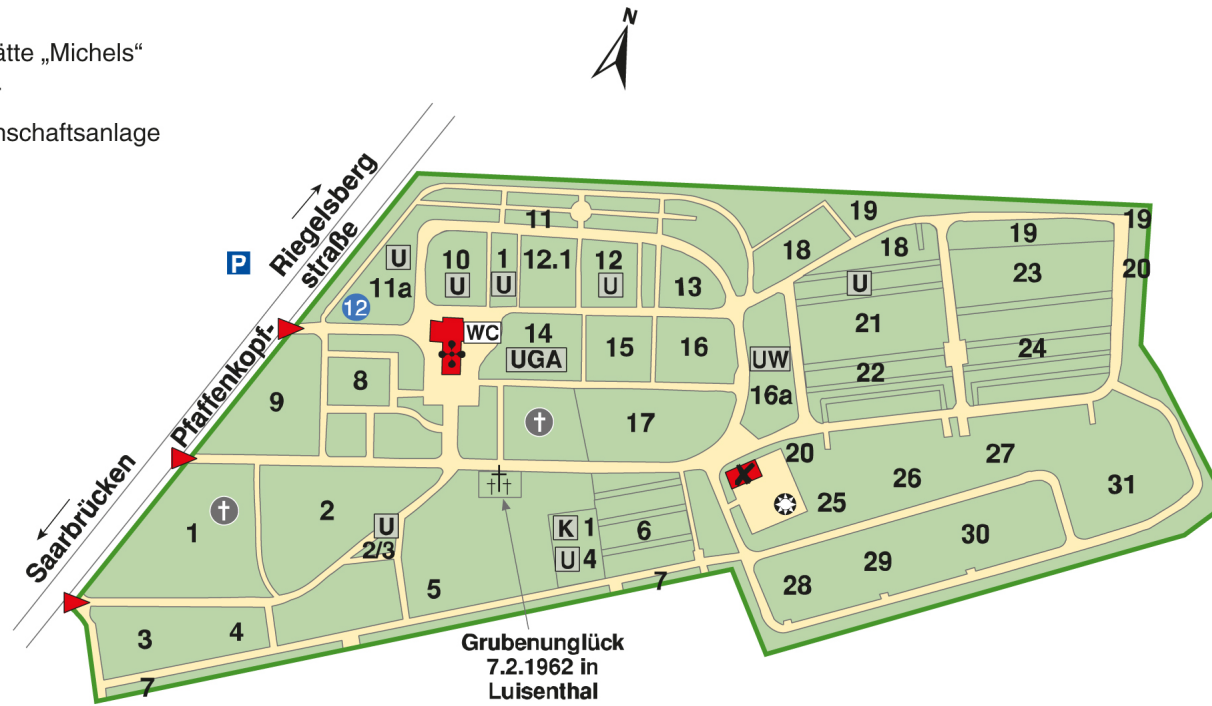 N
ätte „Michels“
nschaftsanlage
Riegelsberg
Pfaffenkopf-
straße
Saarbrücken
P
19
19
19
11
18
18
20
U
10
1
12.1
12
23
11a
U
U
U
13
U
12
21
WC
14
15
16
24
UGA
UW
22
8
16a
9
17
20
27
26
31
25
2
1
U
K 1
6
30
2/3
U 4
29
7
28
5
3
4
7
Grubenunglück
7.2.1962 in
Luisenthal